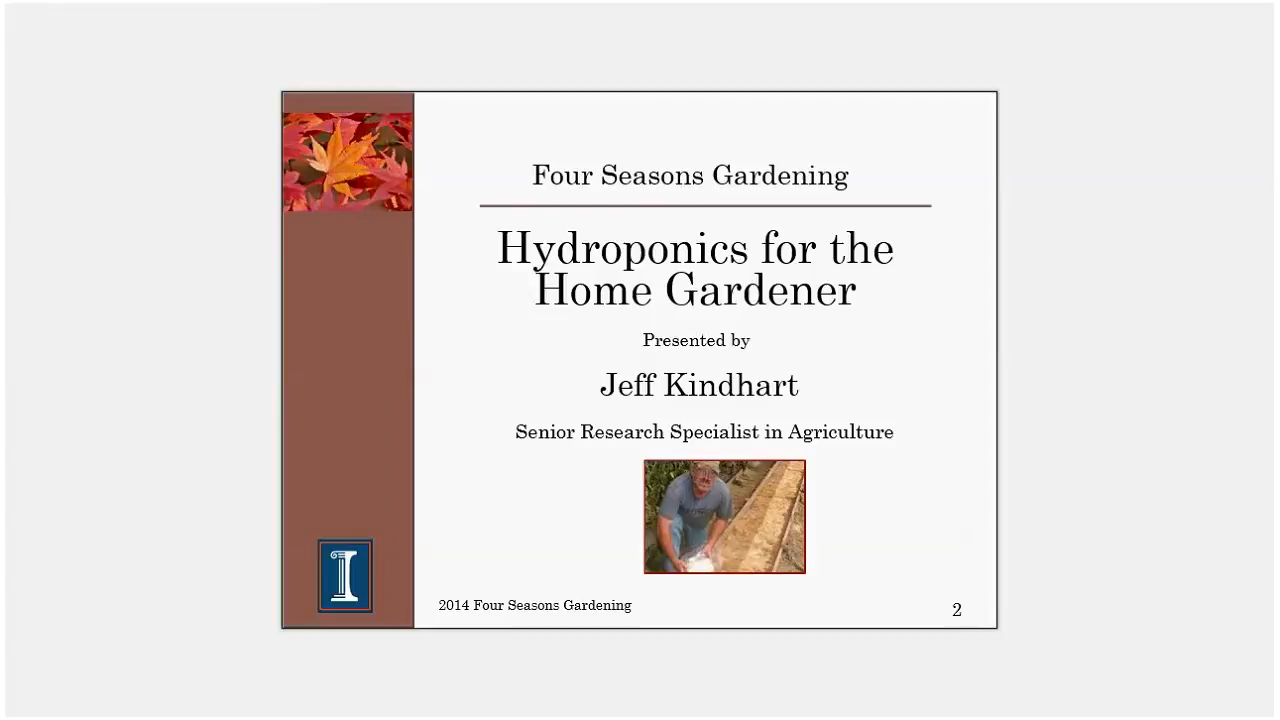 Four Seasons Gardening
Hydroponics for the
Home Gardener
Presented by
Jeff Kindhart
Senior Research Specialist in Agriculture
2014 Four Seasons Gardening
2